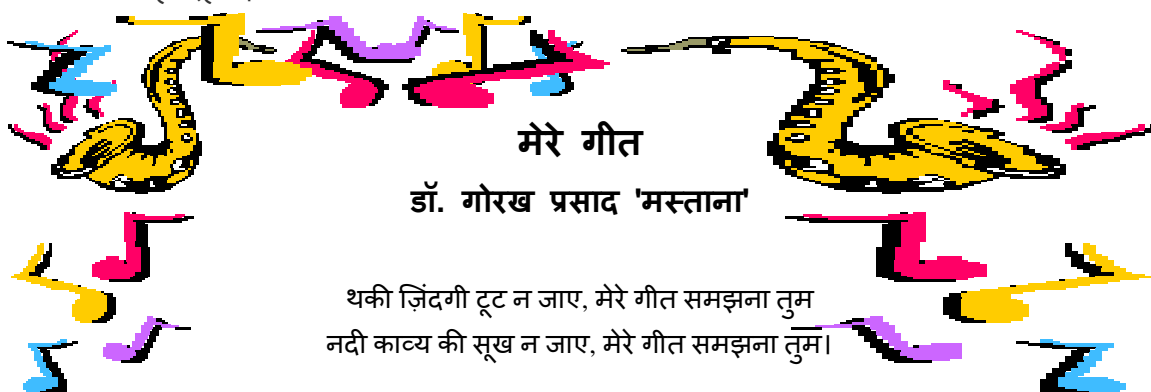 मेरे गीत
डॉ. गोरख प्रसाद 'मस्ताना'
थकी ज़िंदगी टूट न जाए, मेरे गीत समझना तुम
नदी काव्य की सूख न जाए, मेरे गीत समझना तुम।